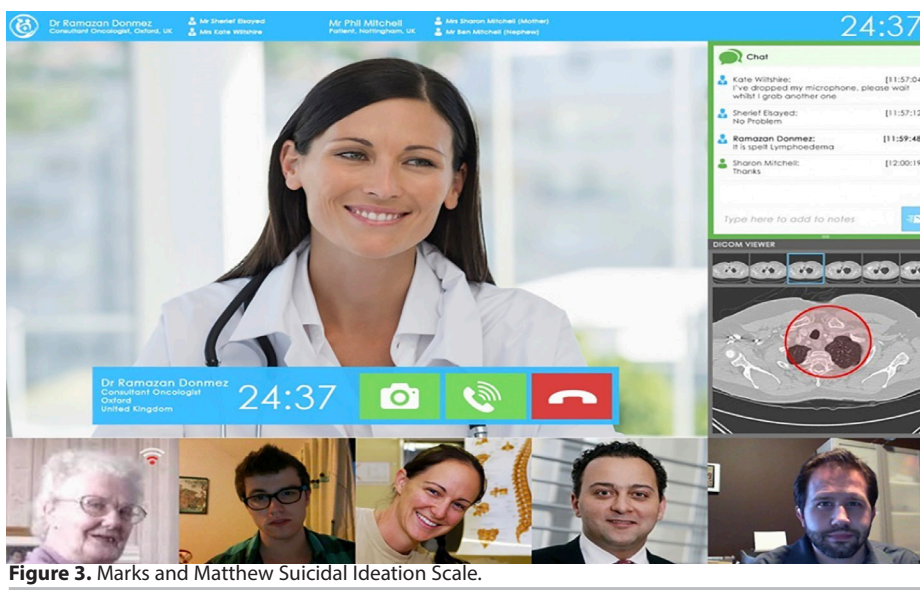 Dr Ramazan Donmez
Consultant Oncologist, Oxford, UK
Mr Sherief Elsayed
Mrs Kate Wiltshire
Mr Phil Mitchell
Patient, Nottingham, UK
Mrs Sharon Mitchell (Mother)
Mr Ben Mitchell (Nephew)
24:37
Chat
Kate Wiltshire: [11:57:04
I've dropped my microphone, please wait
whilst I grab another one
Sherief Elsayed: [11:57:12
No Problem
Ramazan Donmez: [11:59:48
It is spelt Lymphoedema
Sharon Mitchell: [12:00:19
Thanks
Type here to add to notes
DICOM VIEWER
Dr Ramazan Donmez
Consultant Oncologist
Oxford
United Kingdom
24:37
Figure 3. Marks and Matthew Suicidal Ideation Scale.